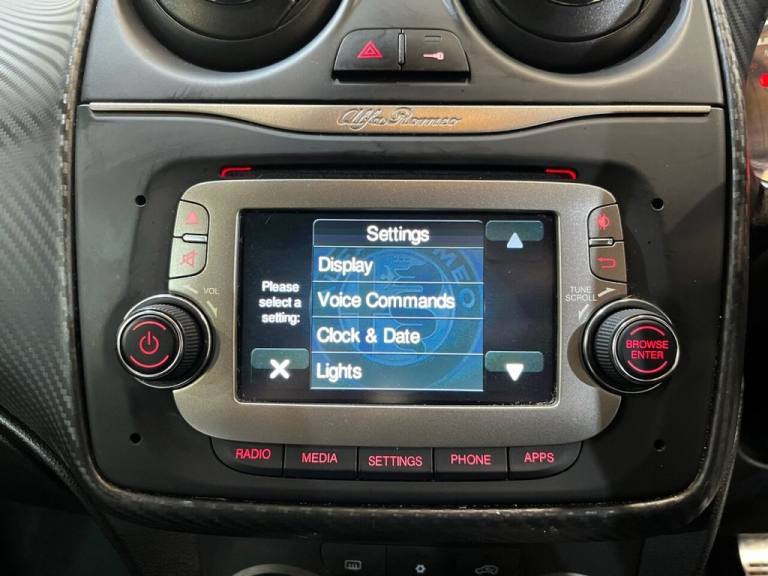 Alfa Romeo
Settings
Display
Voice Commands
Clock & Date
Lights
Please
select a
setting:
VOL
TUNE
SCROLL
BROWSE
ENTER
RADIO
MEDIA
SETTINGS
PHONE
APPS